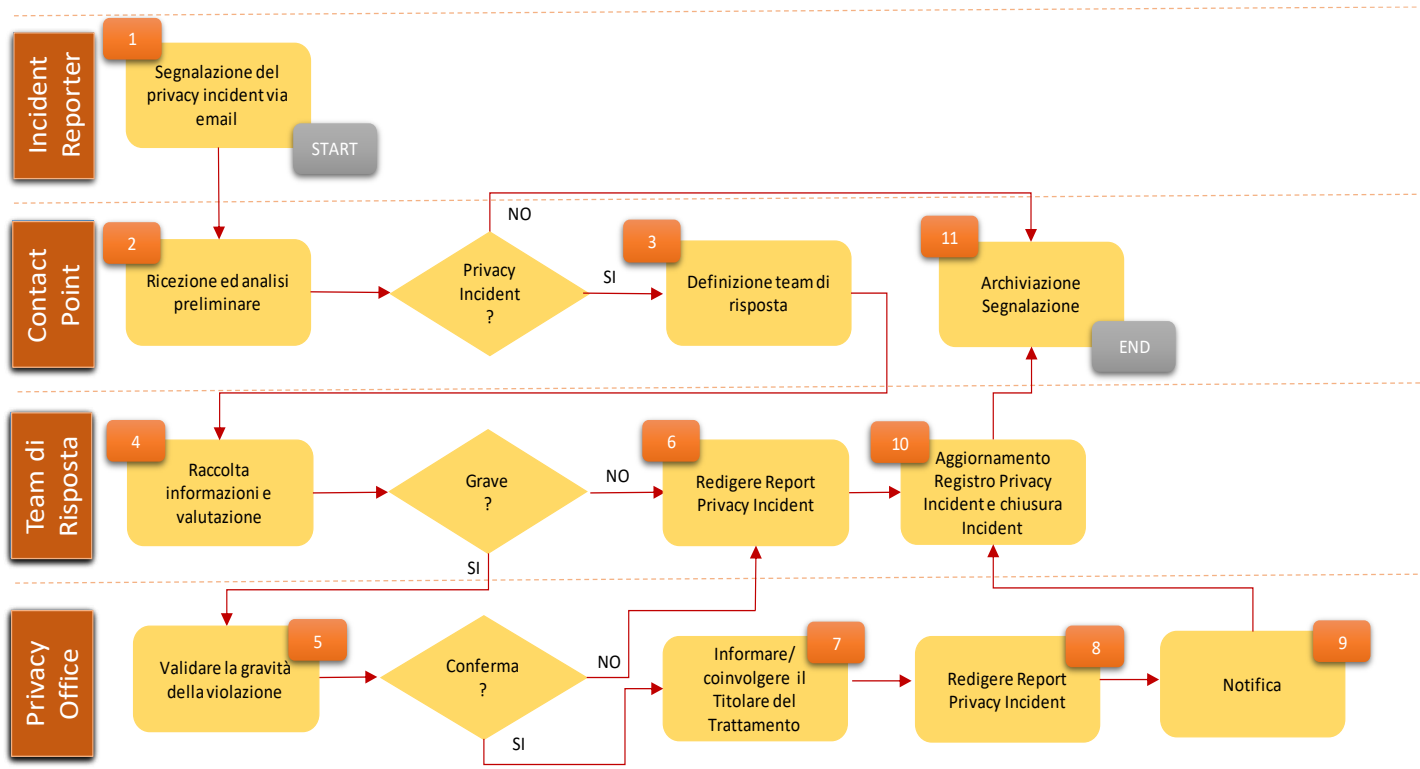 Incident
Reporter
1
Segnalazione del
privacy incident via
email
START
Contact
Point
2
Ricezione ed analisi
preliminare
Privacy
Incident
?
NO
SI
3
Definizione team di
risposta
11
Archiviazione
Segnalazione
END
Team di
Risposta
4
Raccolta
informazioni e
valutazione
Grave
?
NO
SI
6
Redigere Report
Privacy Incident
10
Aggiornamento
Registro Privacy
Incident e chiusura
Incident
Privacy
Office
5
Validare la gravità
della violazione
Conferma
?
NO
SI
7
Informare/
coinvolgere il
Titolare del
Trattamento
8
Redigere Report
Privacy Incident
9
Notifica